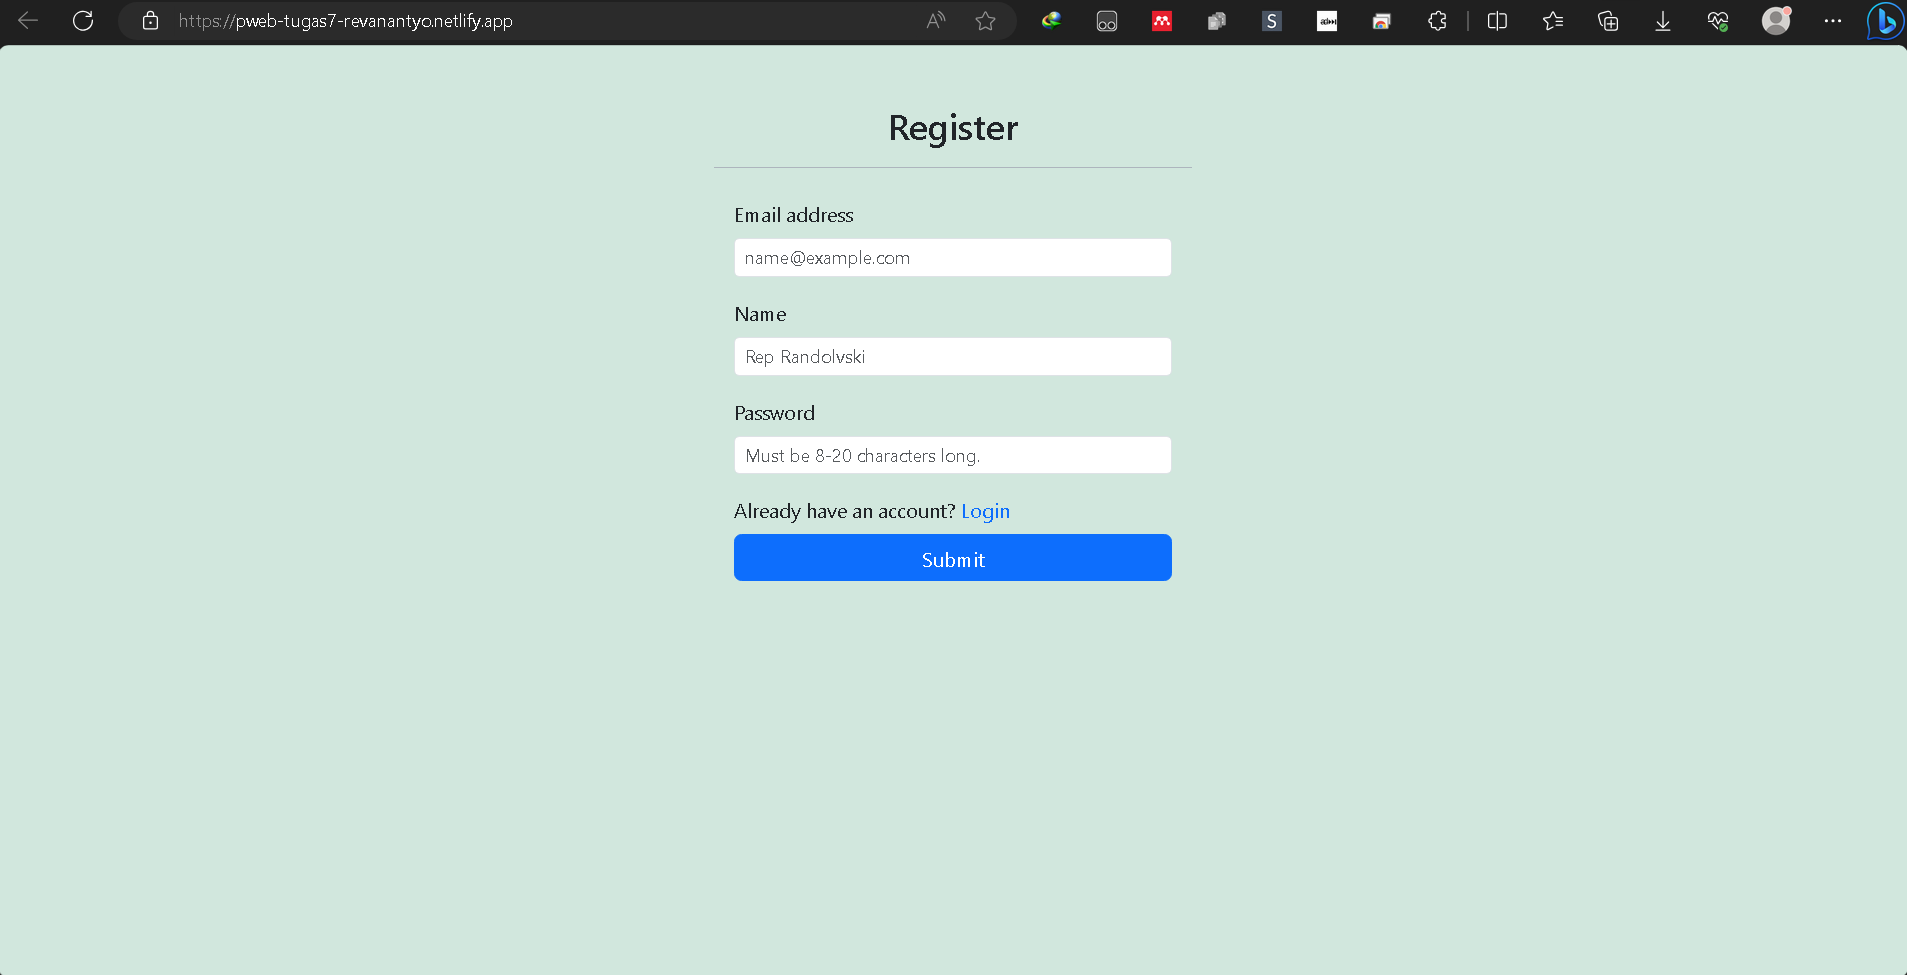 https://pweb-tugas7-revanantyo.netlify.app
Register
Email address
name@example.com
Name
Rep Randolvski
Password
Must be 8-20 characters long.
Already have an account? Login
Submit